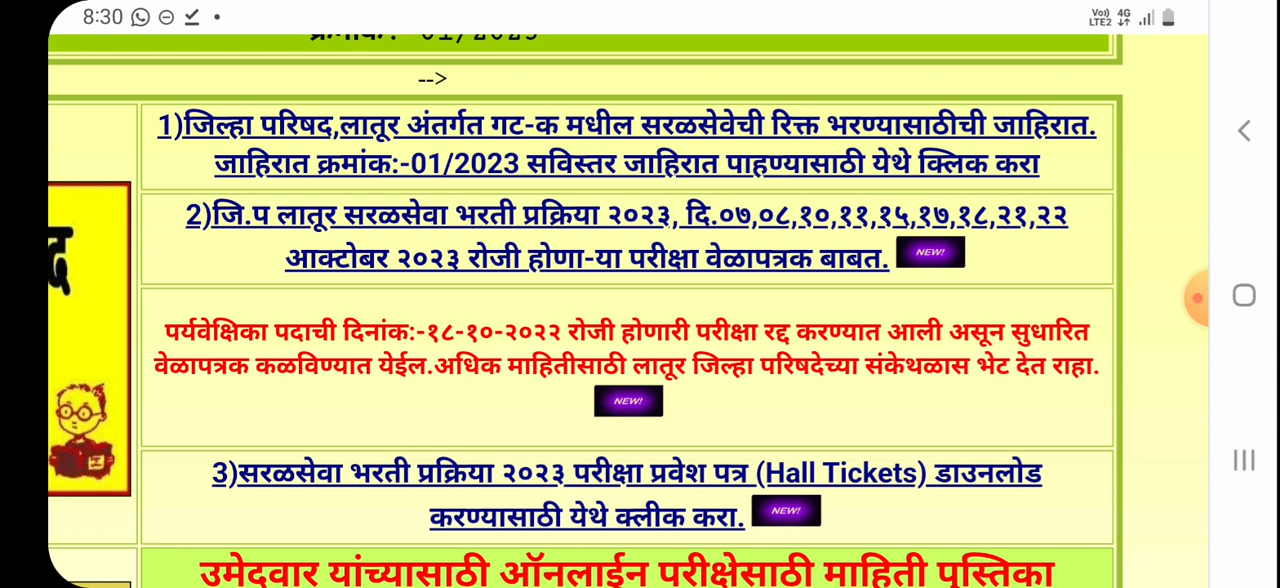 8:30
Vo)) 4G
LTE2
क्रमांक:- 01/2023
-->
1)जिल्हा परिषद,लातूर अंतर्गत गट-क मधील सरळसेवेची रिक्त भरण्यासाठीची जाहिरात.
जाहिरात क्रमांक:-01/2023 सविस्तर जाहिरात पाहण्यासाठी येथे क्लिक करा
2)जि.प लातूर सरळसेवा भरती प्रक्रिया २०२३, दि.०७,०८,१०,११,१५,१७,१८,२१,२२
आक्टोबर २०२३ रोजी होणा-या परीक्षा वेळापत्रक बाबत. NEW!
पर्यवेक्षिका पदाची दिनांक:-१८-१०-२०२२ रोजी होणारी परीक्षा रद्द करण्यात आली असून सुधारित
वेळापत्रक कळविण्यात येईल.अधिक माहितीसाठी लातूर जिल्हा परिषदेच्या संकेथळास भेट देत राहा.
NEW!
3)सरळसेवा भरती प्रक्रिया २०२३ परीक्षा प्रवेश पत्र (Hall Tickets) डाउनलोड
करण्यासाठी येथे क्लीक करा. NEW!
उमेदवार यांच्यासाठी ऑनलाईन परीक्षेसाठी माहिती पुस्तिका